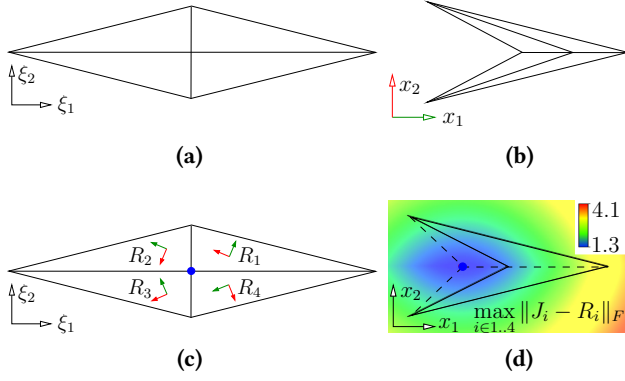 ξ₂
ξ₁
(a)
x₂
x₁
(b)
R₂
R₁
R₃
R₄
ξ₂
ξ₁
(c)
4.1
1.3
x₂
x₁
max ‖Jᵢ − Rᵢ‖_F
i∈1..4
(d)